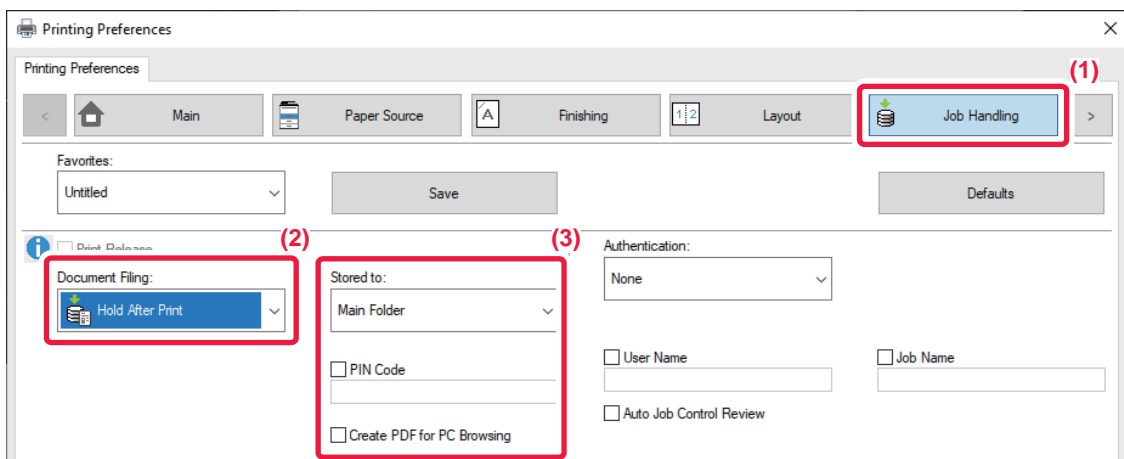 Printing Preferences
Printing Preferences
(1)
< Main Paper Source A Finishing 1 2 Layout Job Handling >
Favorites:
Untitled Save Defaults
i Print Release (2) (3) Authentication:
Document Filing: Stored to: None
Hold After Print Main Folder
PIN Code User Name Job Name
Auto Job Control Review
Create PDF for PC Browsing